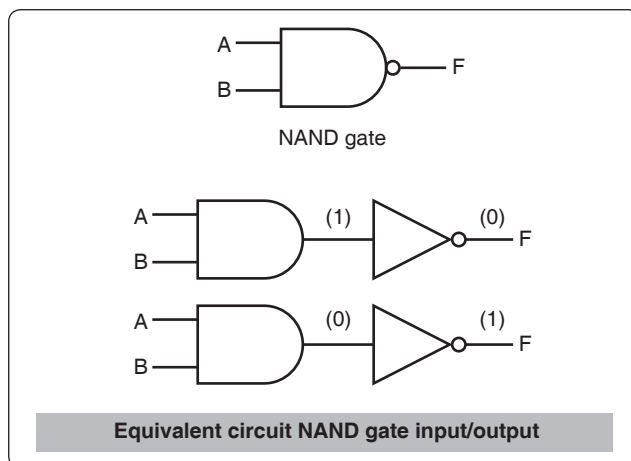 A
B
F
NAND gate
A
B
(1)
(0)
F
A
B
(0)
(1)
F
Equivalent circuit NAND gate input/output